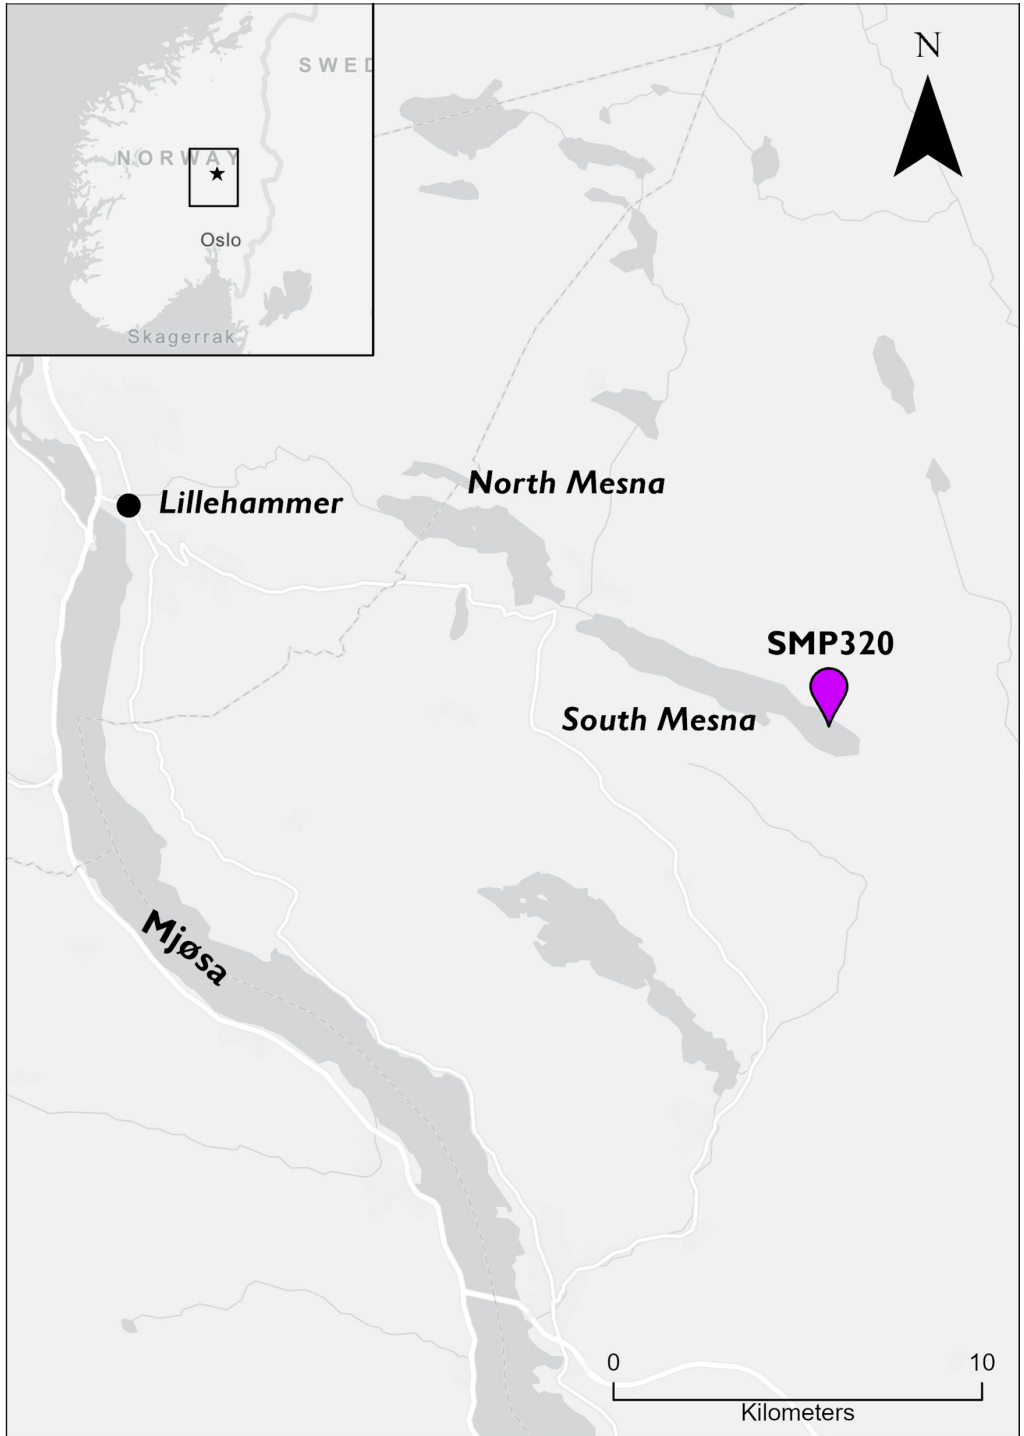 SWED
NORWAY
Oslo
Skagerrak
N
North Mesna
Lillehammer
SMP320
South Mesna
Mjøsa
0 10
Kilometers